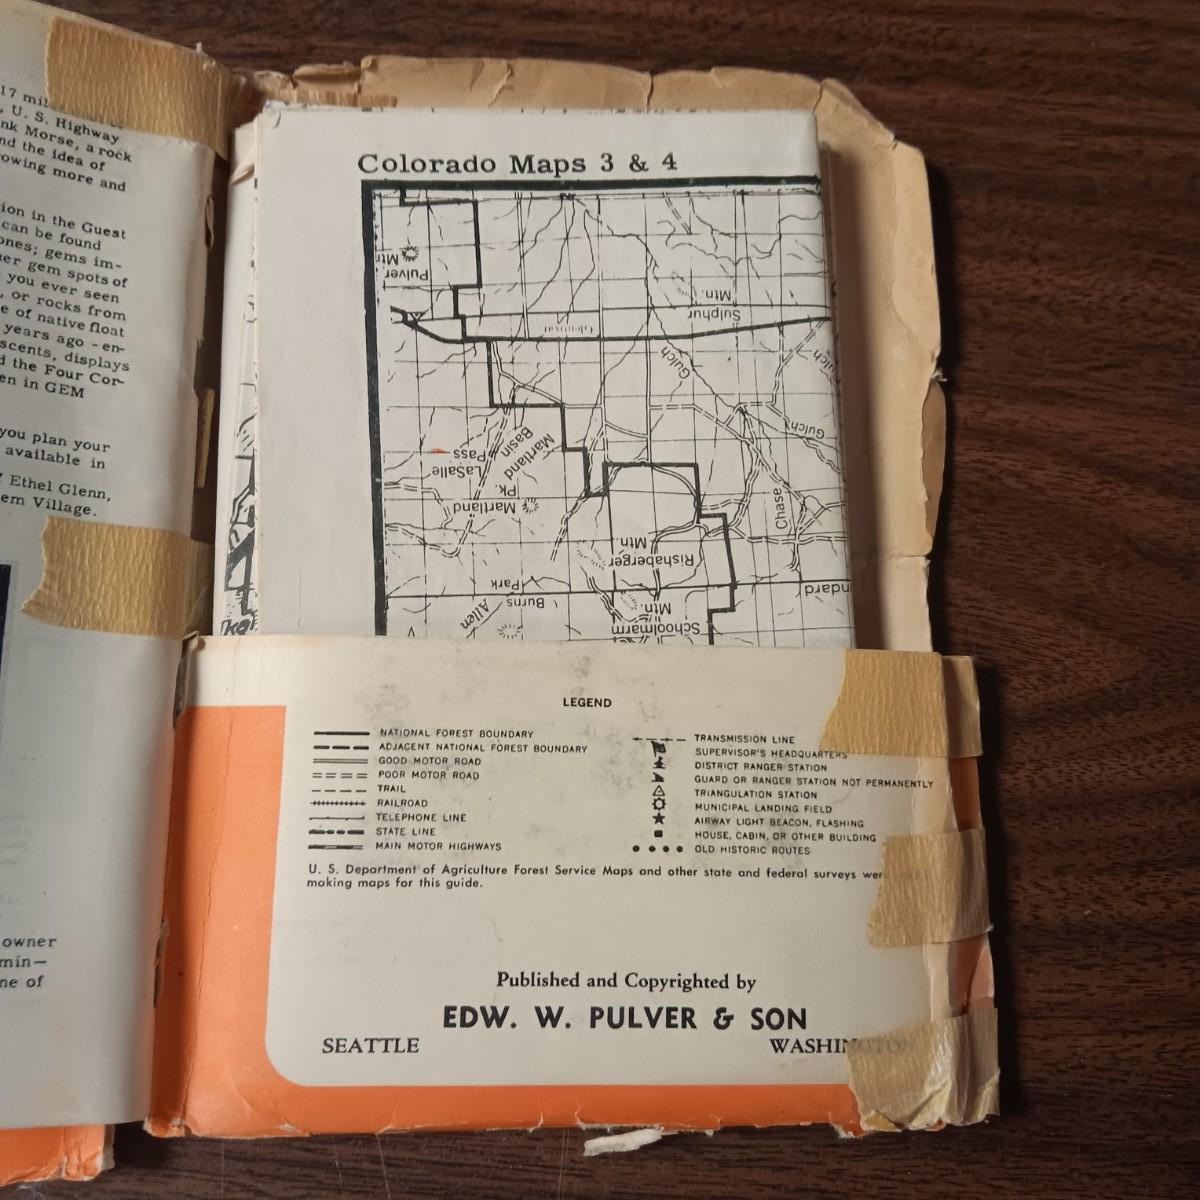 17 mil
, U. S. Highway
nk Morse, a rock
nd the idea of
owing more and
ion in the Guest
can be found
ones; gems im-
er gem spots of
you ever seen
, or rocks from
e of native float
years ago - en-
scents, displays
d the Four Cor-
en in GEM
you plan your
available in
Ethel Glenn,
em Village.
owner
min-
ne of
Colorado Maps 3 & 4
Pulver
Mtn.
Sulphur
Mtn.
Gulch
Gulch
Gulch
Martland
Basin
LaSalle
Pass
Martland
Pk.
Chase
Rishaberger
Mtn.
Burns
Park
Allen
Schoolmarm
Mtn.
ndard
LEGEND
NATIONAL FOREST BOUNDARY
ADJACENT NATIONAL FOREST BOUNDARY
GOOD MOTOR ROAD
POOR MOTOR ROAD
TRAIL
RAILROAD
TELEPHONE LINE
STATE LINE
MAIN MOTOR HIGHWAYS
TRANSMISSION LINE
SUPERVISOR'S HEADQUARTERS
DISTRICT RANGER STATION
GUARD OR RANGER STATION NOT PERMANENTLY
TRIANGULATION STATION
MUNICIPAL LANDING FIELD
AIRWAY LIGHT BEACON, FLASHING
HOUSE, CABIN, OR OTHER BUILDING
OLD HISTORIC ROUTES
U. S. Department of Agriculture Forest Service Maps and other state and federal surveys wer
making maps for this guide.
Published and Copyrighted by
EDW. W. PULVER & SON
SEATTLE WASHINGTON